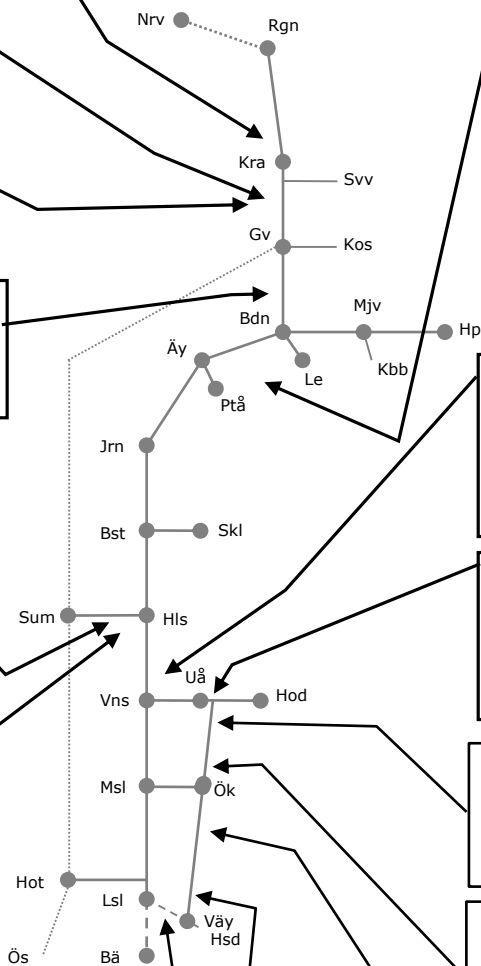 Nrv
Rgn
Kra
Svv
Gv
Kos
Mjv
Bdn
Hp
Äy
Le
Kbb
Ptå
Jrn
Bst
Skl
Sum
Hls
Uå
Vns
Hod
Msl
Ök
Hot
Lsl
Väy
Hsd
Ös
Bä